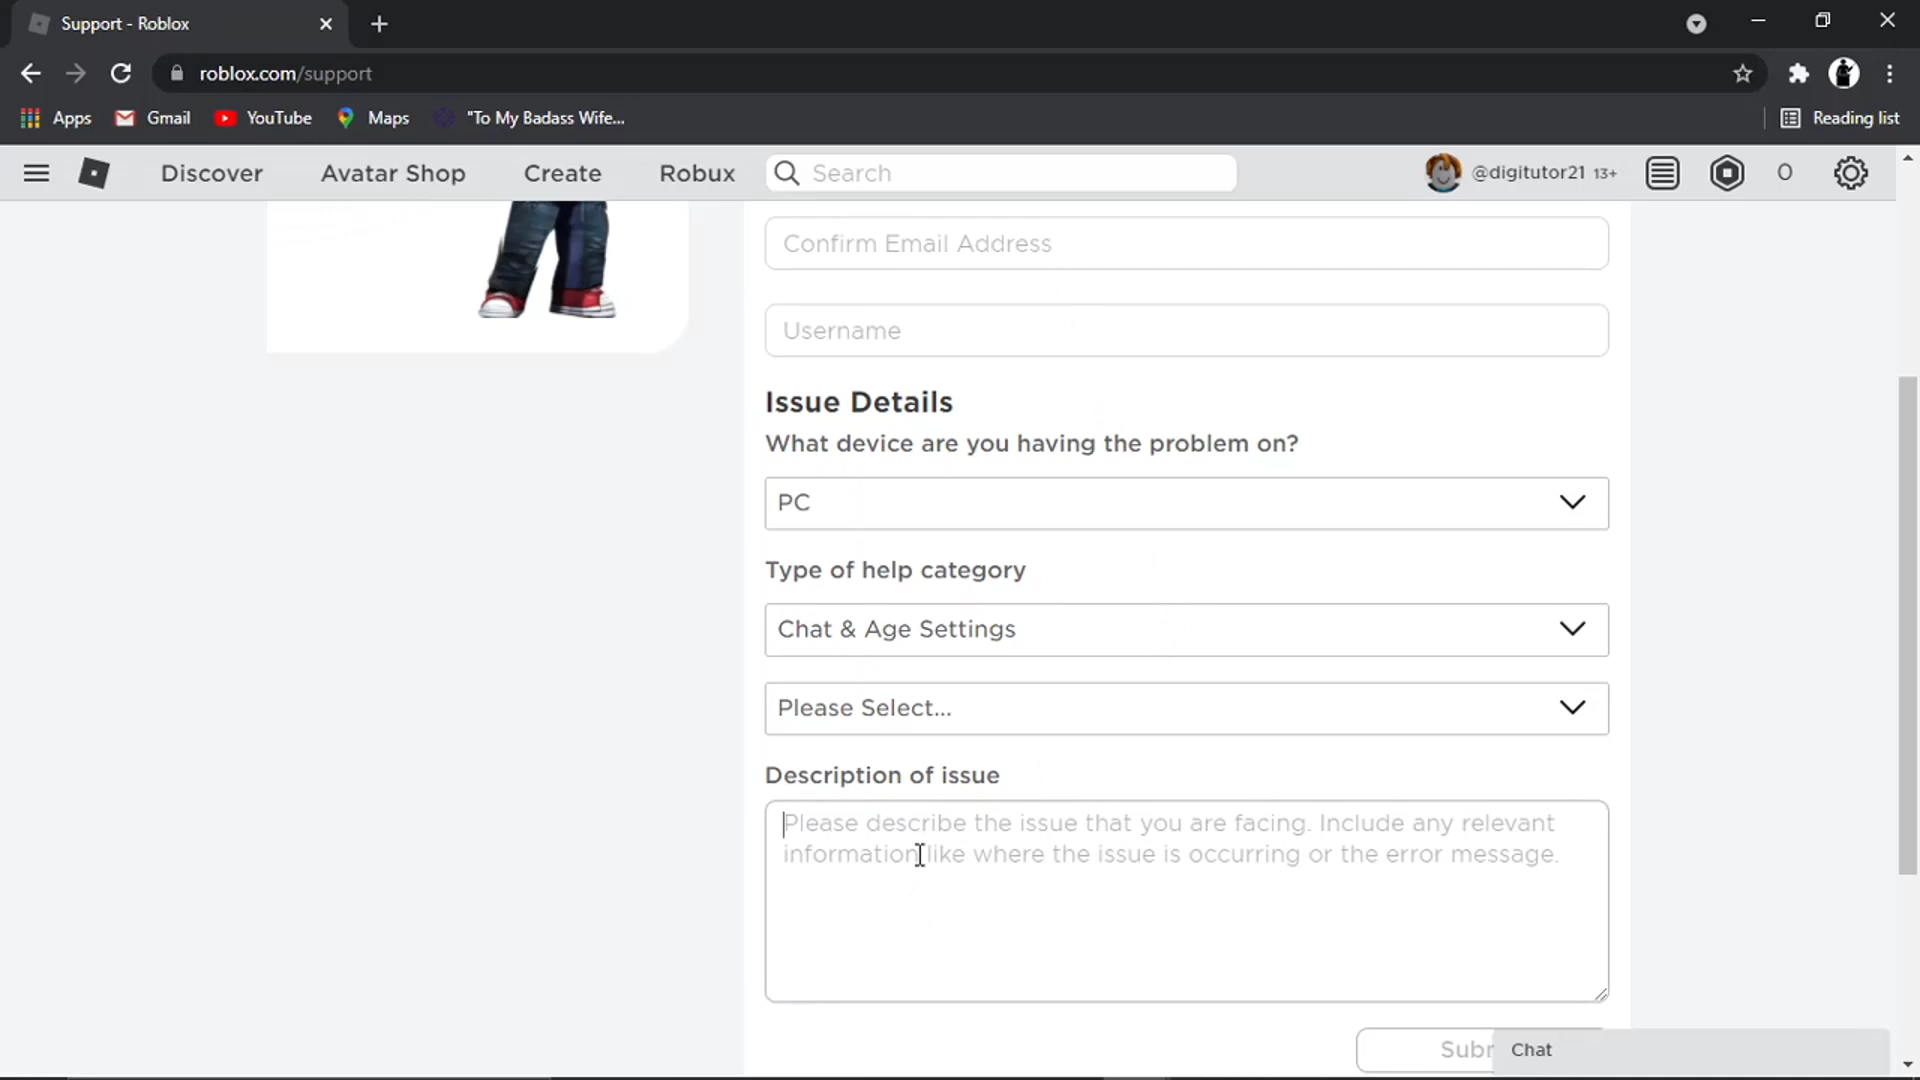 Support - Roblox
roblox.com/support
Apps
Gmail
YouTube
Maps
"To My Badass Wife...
Reading list
Discover
Avatar Shop
Create
Robux
Search
@digitutor21 13+
0
Confirm Email Address
Username
Issue Details
What device are you having the problem on?
PC
Type of help category
Chat & Age Settings
Please Select...
Description of issue
Please describe the issue that you are facing. Include any relevant
information like where the issue is occurring or the error message.
Subr
Chat